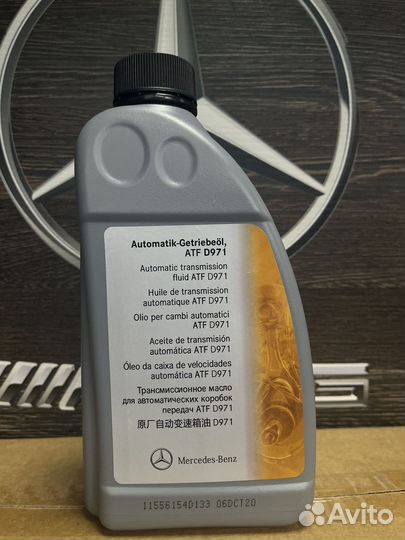 Automatik-Getriebeöl,
ATF D971
Automatic transmission
fluid ATF D971
Huile de transmission
automatique ATF D971
Olio per cambi automatici
ATF D971
Aceite de transmisión
automática ATF D971
Óleo da caixa de velocidades
automática ATF D971
Трансмиссионное масло
для автоматических коробок
передач ATF D971
原厂自动变速箱油 D971
Mercedes-Benz
11556154D133 06DCT20
Avito